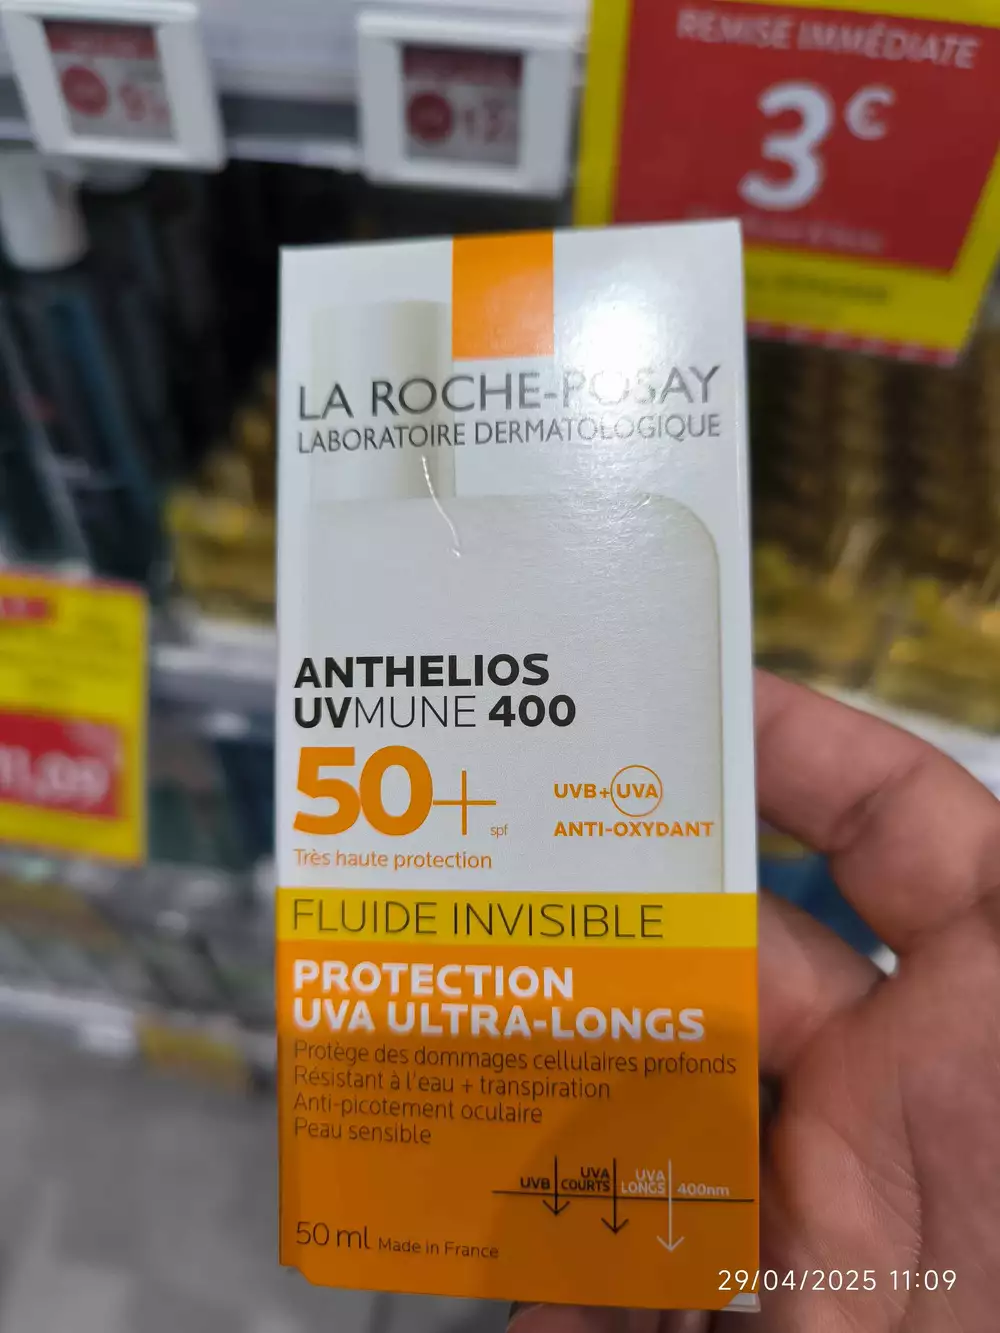 REMISE IMMÉDIATE
3€
LA ROCHE-POSAY
LABORATOIRE DERMATOLOGIQUE
ANTHELIOS
UVMUNE 400
50+
spf
UVB+UVA
ANTI-OXYDANT
Très haute protection
FLUIDE INVISIBLE
PROTECTION
UVA ULTRA-LONGS
Protège des dommages cellulaires profonds
Résistant à l'eau + transpiration
Anti-picotement oculaire
Peau sensible
UVB
UVA
COURTS
UVA
LONGS
400nm
50 ml Made in France
29/04/2025 11:09